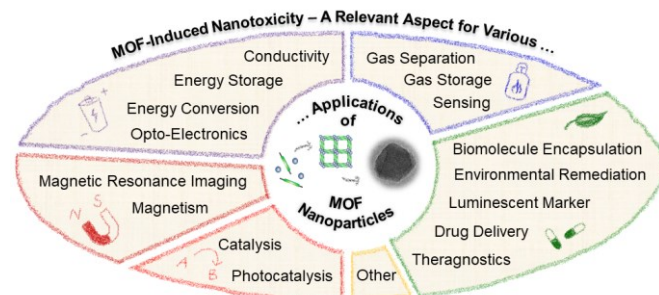 MOF-Induced Nanotoxicity – A Relevant Aspect for Various ...
Conductivity
Energy Storage
Energy Conversion
Opto-Electronics
+
−
Gas Separation
Gas Storage
Sensing
... Applications
of
MOF
Nanoparticles
Biomolecule Encapsulation
Environmental Remediation
Luminescent Marker
Drug Delivery
Theragnostics
Magnetic Resonance Imaging
Magnetism
N
S
Catalysis
Photocatalysis
A
B
Other